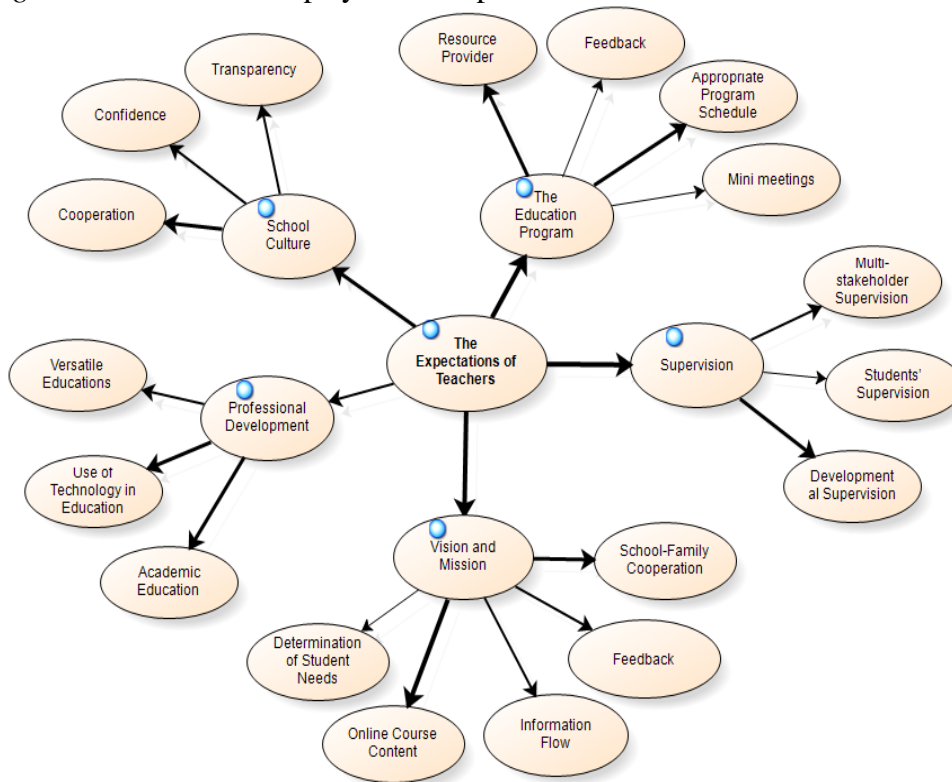 Resource
Provider
Feedback
Transparency
Appropriate
Program
Schedule
Confidence
Mini meetings
The
Education
Program
Cooperation
School
Culture
Multi-
stakeholder
Supervision
The
Expectations of
Teachers
Versatile
Educations
Supervision
Students'
Supervision
Professional
Development
Use of
Technology in
Education
Development
al Supervision
Vision and
Mission
School-Family
Cooperation
Academic
Education
Determination
of Student
Needs
Feedback
Online Course
Content
Information
Flow